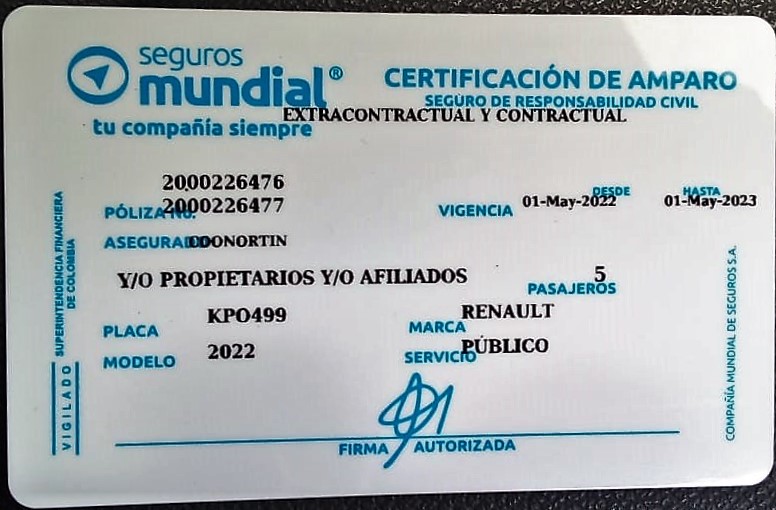 seguros
mundial®
tu compañía siempre
CERTIFICACIÓN DE AMPARO
SEGURO DE RESPONSABILIDAD CIVIL
EXTRACONTRACTUAL Y CONTRACTUAL
2000226476
PÓLIZA No. 2000226477
VIGENCIA DESDE 01-May-2022 HASTA 01-May-2023
ASEGURADO COONORTIN
Y/O PROPIETARIOS Y/O AFILIADOS
PASAJEROS 5
PLACA KPO499
MARCA RENAULT
MODELO 2022
SERVICIO PÚBLICO
FIRMA AUTORIZADA
VIGILADO SUPERINTENDENCIA FINANCIERA
DE COLOMBIA
COMPAÑÍA MUNDIAL DE SEGUROS S.A.